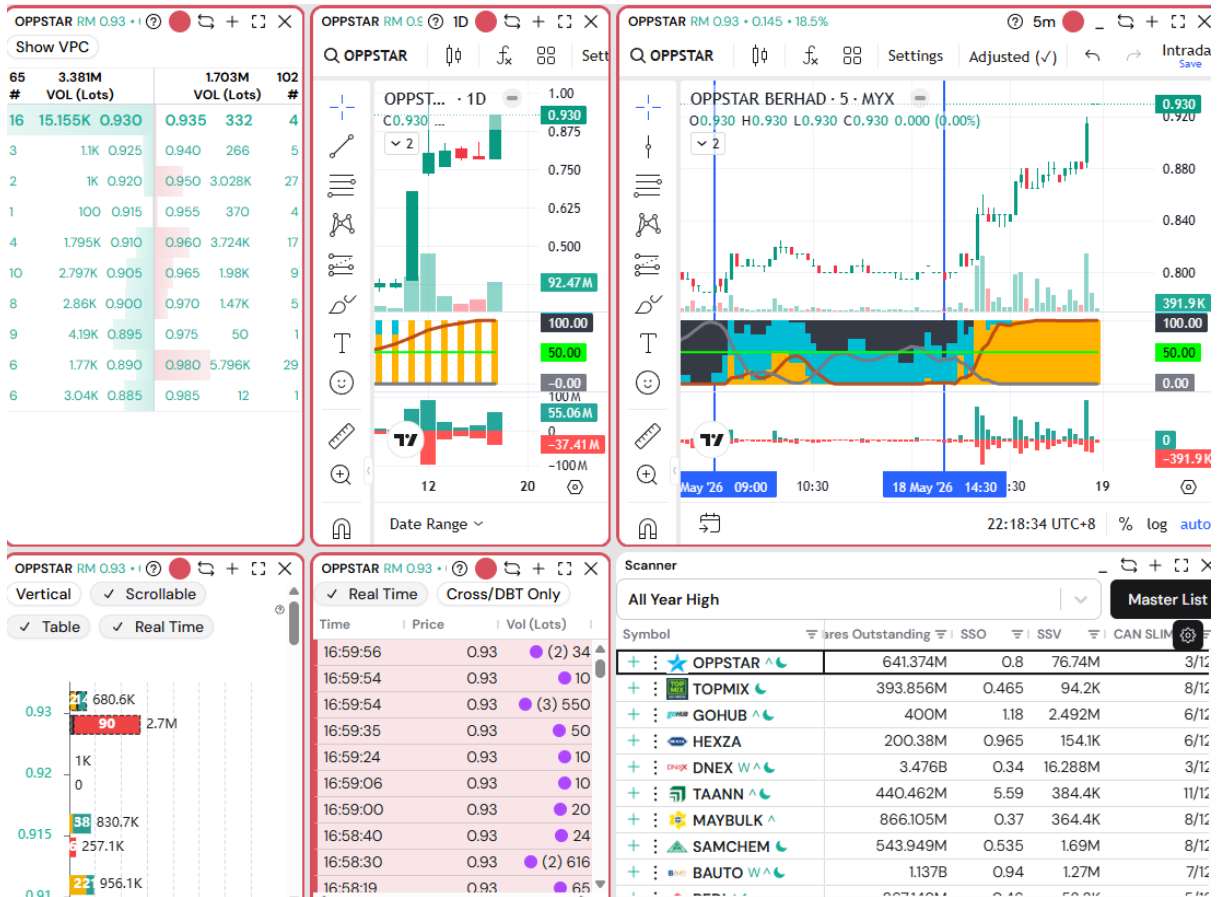 OPPSTAR RM 0.93 •
Show VPC
65 3.381M 1.703M 102
# VOL (Lots) VOL (Lots) #
16 15.155K 0.930 0.935 332 4
3 1.1K 0.925 0.940 266 5
2 1K 0.920 0.950 3.028K 27
1 100 0.915 0.955 370 4
4 1.795K 0.910 0.960 3.724K 17
10 2.797K 0.905 0.965 1.98K 9
8 2.86K 0.900 0.970 1.47K 5
9 4.19K 0.895 0.975 50 1
6 1.77K 0.890 0.980 5.796K 29
6 3.04K 0.885 0.985 12 1
OPPSTAR RM 0.9 1D
OPPSTAR Sett
OPPST... · 1D
C0.930 ...
2
1.00
0.930
0.875
0.750
0.625
0.500
92.47M
100.00
50.00
−0.00
100M
55.06M
0
−37.41M
−100M
12 20
Date Range
OPPSTAR RM 0.93 • 0.145 • 18.5% 5m
OPPSTAR Settings Adjusted (✓) Intrada
Save
OPPSTAR BERHAD · 5 · MYX
O0.930 H0.930 L0.930 C0.930 0.000 (0.00%)
2
0.930
0.920
0.880
0.840
0.800
391.9K
100.00
50.00
0.00
0
−391.9K
May '26 09:00 10:30 18 May '26 14:30 :30 19
22:18:34 UTC+8 % log auto
OPPSTAR RM 0.93 •
Vertical ✓ Scrollable
✓ Table ✓ Real Time
0.93 680.6K
90 2.7M
0.92 1K
0
0.915 38 830.7K
257.1K
0.91 22 956.1K
OPPSTAR RM 0.93 •
✓ Real Time Cross/DBT Only
Time Price Vol (Lots)
16:59:56 0.93 (2) 34
16:59:54 0.93 10
16:59:54 0.93 (3) 550
16:59:35 0.93 50
16:59:24 0.93 10
16:59:06 0.93 10
16:59:00 0.93 20
16:58:40 0.93 24
16:58:30 0.93 (2) 616
16:58:19 0.93 65
Scanner
All Year High Master List
Symbol ares Outstanding SSO SSV CAN SLIM
OPPSTAR ^ 641.374M 0.8 76.74M 3/12
TOPMIX 393.856M 0.465 94.2K 8/12
GOHUB ^ 400M 1.18 2.492M 6/12
HEXZA 200.38M 0.965 154.1K 6/12
DNEX W ^ 3.476B 0.34 16.288M 3/12
TAANN ^ 440.462M 5.59 384.4K 11/12
MAYBULK ^ 866.105M 0.37 364.4K 8/12
SAMCHEM 543.949M 0.535 1.69M 8/12
BAUTO W ^ 1.137B 0.94 1.27M 7/12